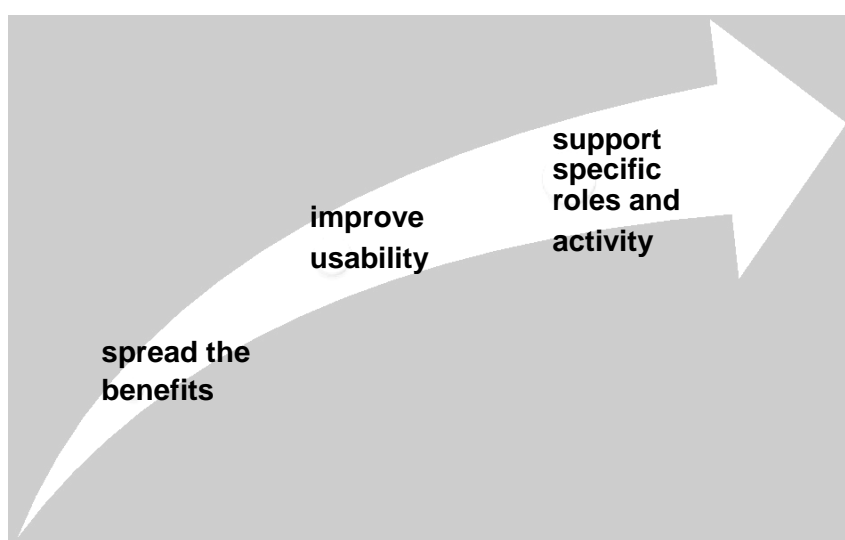 support
specific
roles and
activity
improve
usability
spread the
benefits